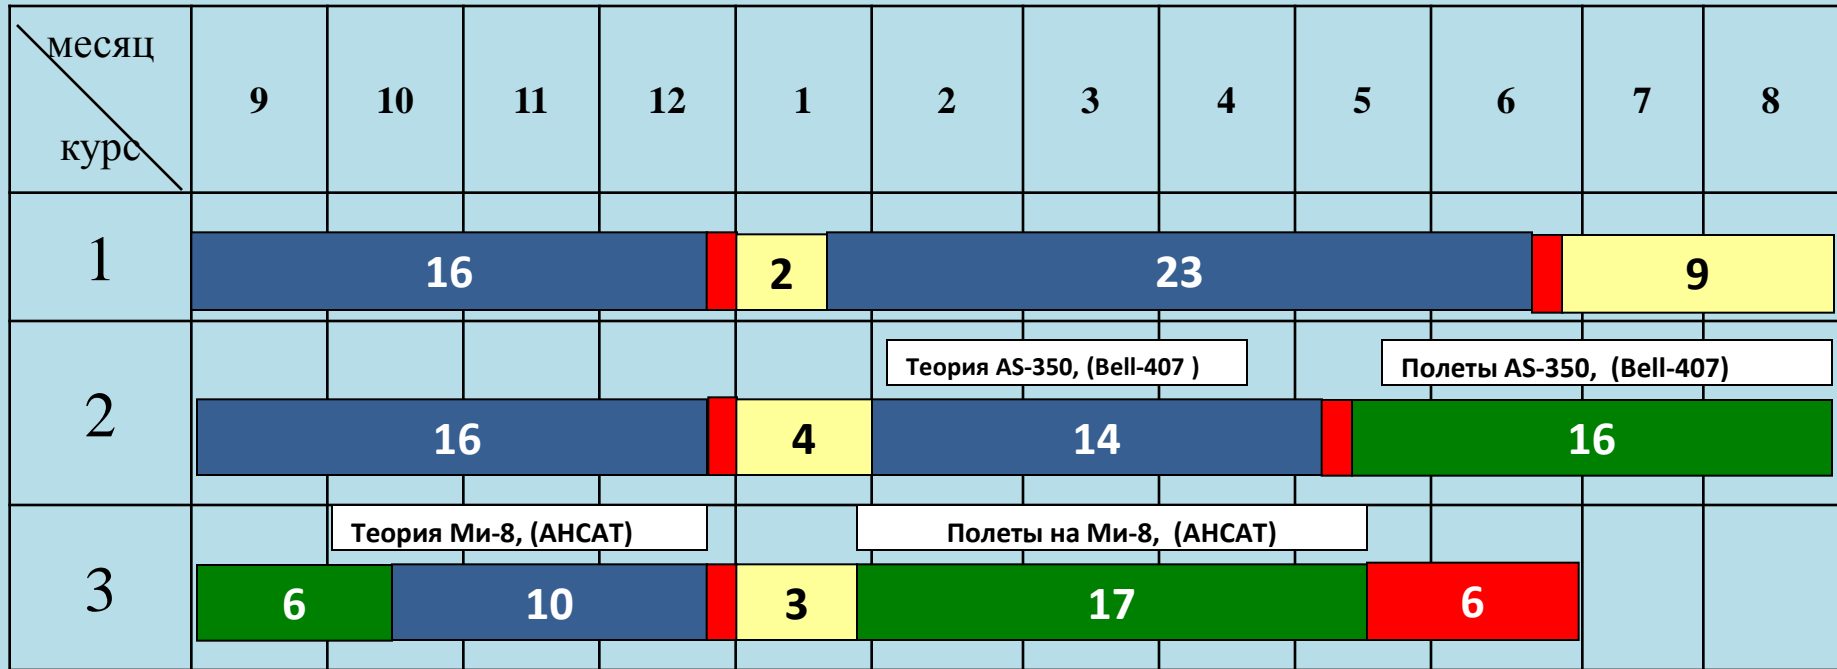 месяц
курс
9 10 11 12 1 2 3 4 5 6 7 8
1
16 2 23 9
Теория AS-350, (Bell-407 ) Полеты AS-350, (Bell-407)
2
16 4 14 16
Теория Ми-8, (АНСАТ) Полеты на Ми-8, (АНСАТ)
3
6 10 3 17 6